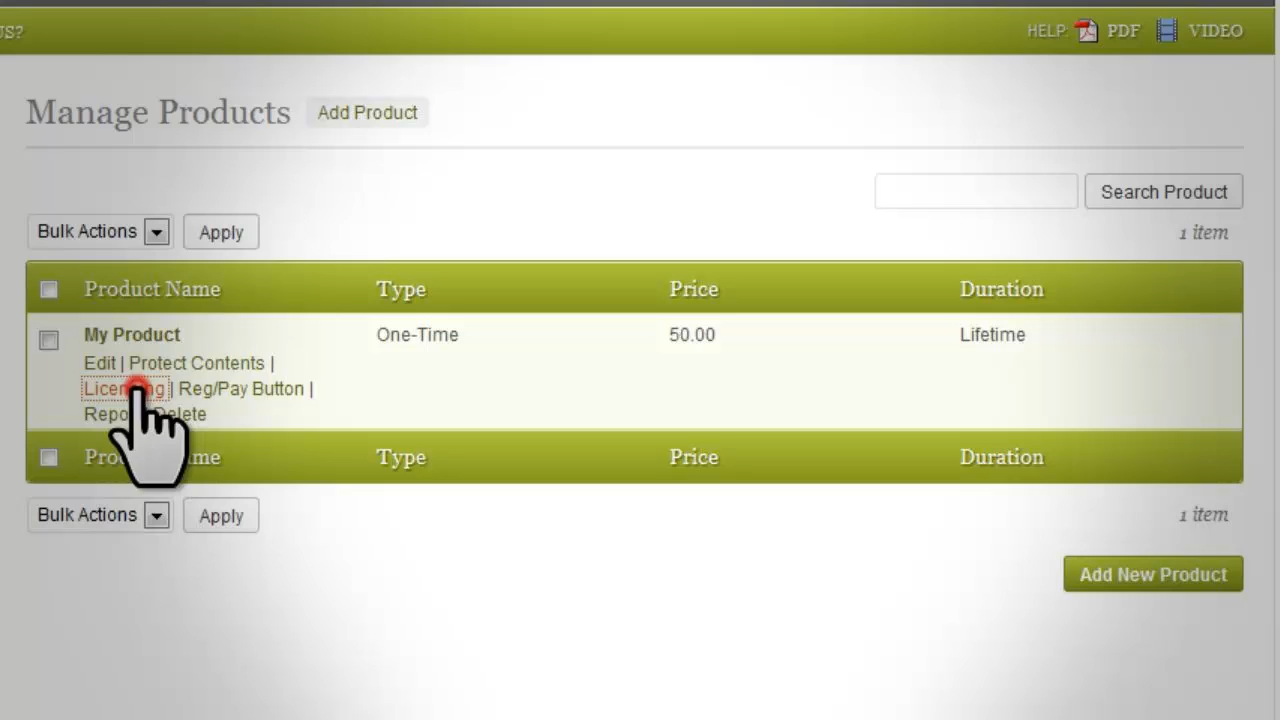 HELP: PDF VIDEO
Manage Products Add Product
Search Product
Bulk Actions Apply 1 item
Product Name Type Price Duration
My Product One-Time 50.00 Lifetime
Edit | Protect Contents |
| Reg/Pay Button |
Delete
Type Price Duration
Bulk Actions Apply 1 item
Add New Product